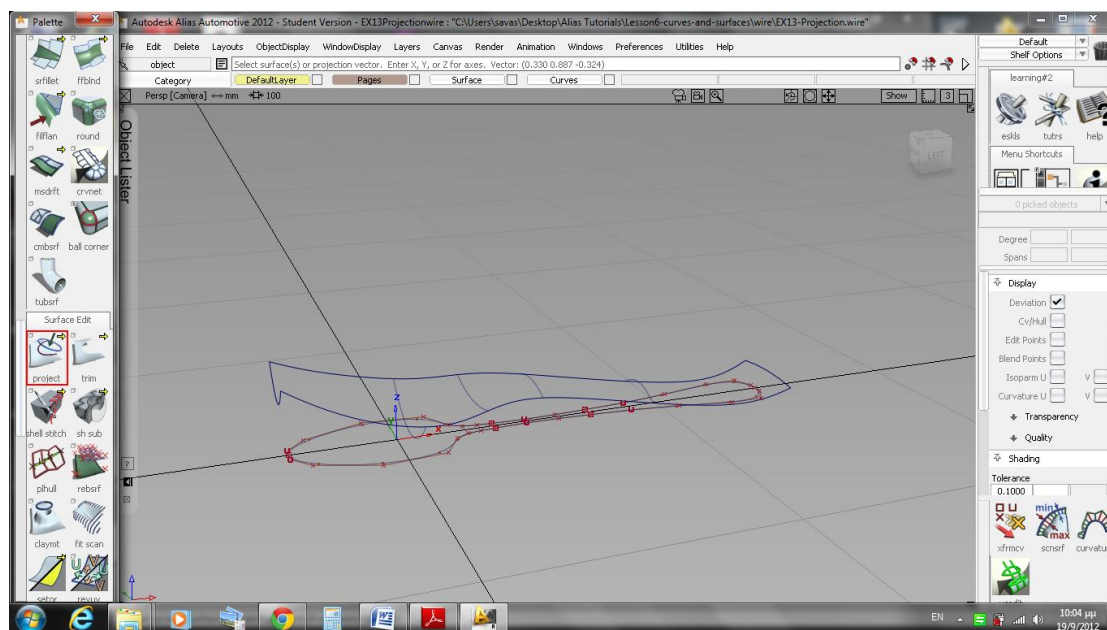 Palette
Autodesk Alias Automotive 2012 - Student Version - EX13Projectionwire : "C:\Users\savas\Desktop\Alias Tutorials\Lesson6-curves-and-surfaces\wire\EX13-Projection.wire"
File Edit Delete Layouts ObjectDisplay WindowDisplay Layers Canvas Render Animation Windows Preferences Utilities Help
object
Select surface(s) or projection vector. Enter X, Y, or Z for axes. Vector: (0.330 0.887 -0.324)
Category DefaultLayer Pages Surface Curves
Persp [Camera] mm 100 Show 3
Object Lister
LEFT
z
x
U
U
U
U
srfillet ffblnd
filflan round
msdrft crvnet
cmbsrf ball corner
tubsrf
Surface Edit
project trim
shell stitch sh sub
plhull rebsrf
claymt fit scan
setor revuv
Default
Shelf Options
learning#2
eskls tutrs help
Menu Shortcuts
0 picked objects
Degree
Spans
Display
Deviation
Cv/Hull
Edit Points
Blend Points
Isoparm U V
Curvature U V
Transparency
Quality
Shading
Tolerance
0.1000
min
max
xfrmcv scnsrf curvatu
EN
10:04 μμ
19/9/2012